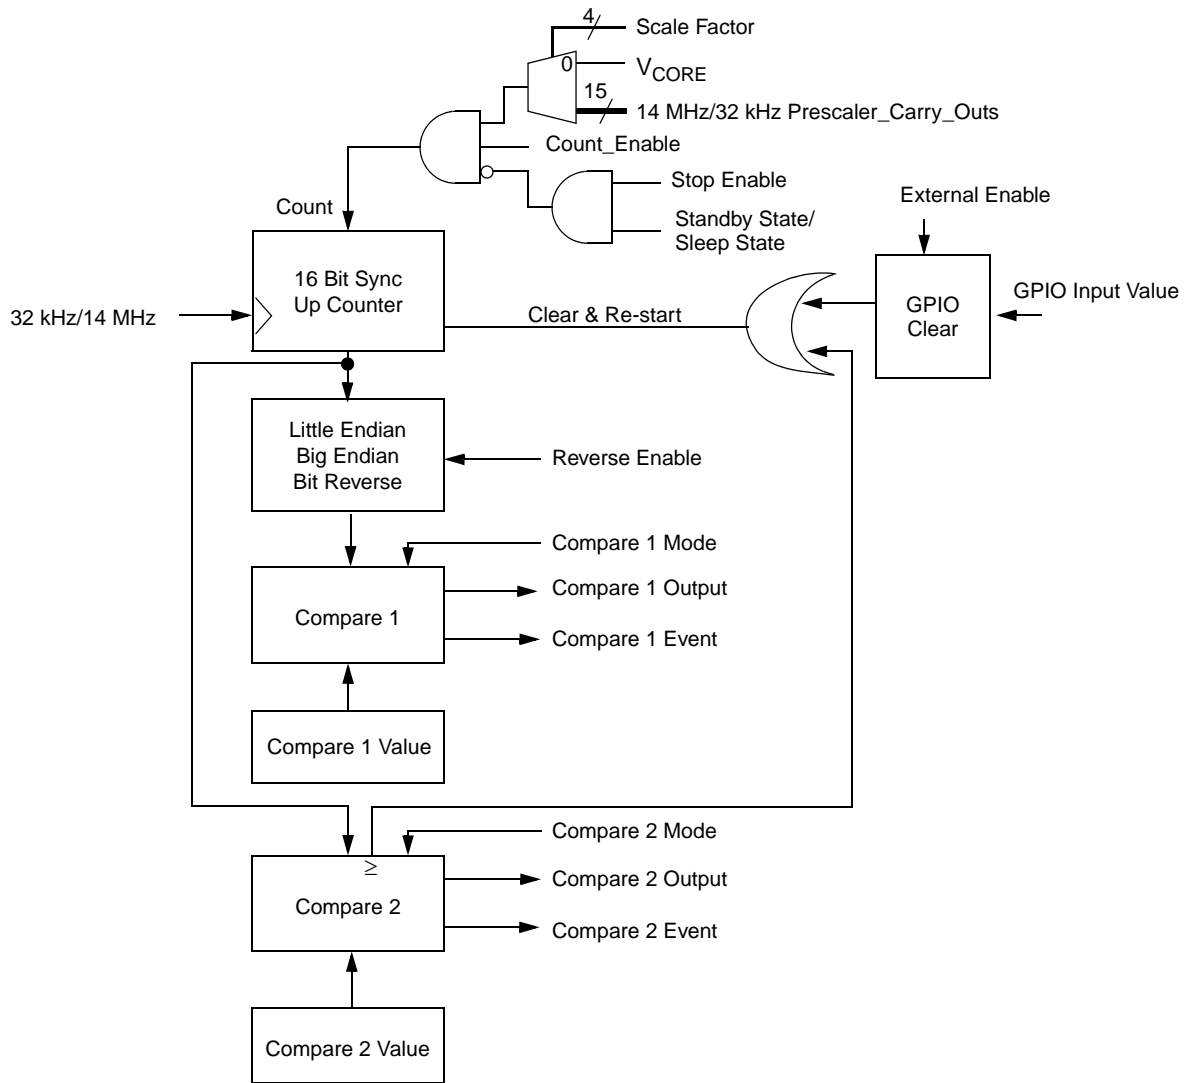 4
Scale Factor
0
VCORE
15
14 MHz/32 kHz Prescaler_Carry_Outs
Count_Enable
Stop Enable
Standby State/
Sleep State
External Enable
Count
16 Bit Sync
Up Counter
32 kHz/14 MHz
Clear & Re-start
GPIO
Clear
GPIO Input Value
Little Endian
Big Endian
Bit Reverse
Reverse Enable
Compare 1 Mode
Compare 1 Output
Compare 1
Compare 1 Event
Compare 1 Value
Compare 2 Mode
≥
Compare 2 Output
Compare 2
Compare 2 Event
Compare 2 Value